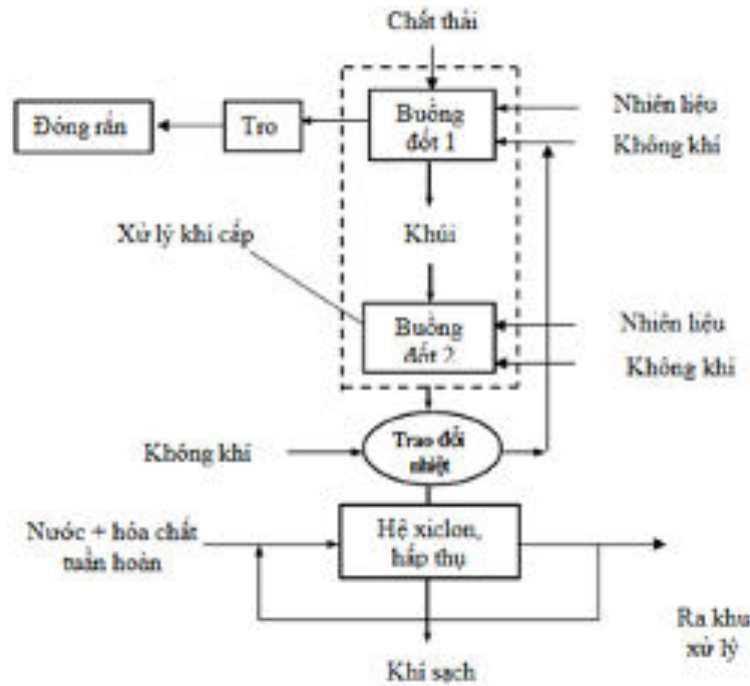 Chất thải
Buồng
đốt 1
Nhiên liệu
Không khí
Tro
Đóng rắn
Xử lý khí cấp
Khúi
Buồng
đốt 2
Nhiên liệu
Không khí
Không khí
Trao đổi
nhiệt
Nước + hóa chất
tuần hoàn
Hệ xiclon,
hấp thụ
Ra khu
xử lý
Khí sạch